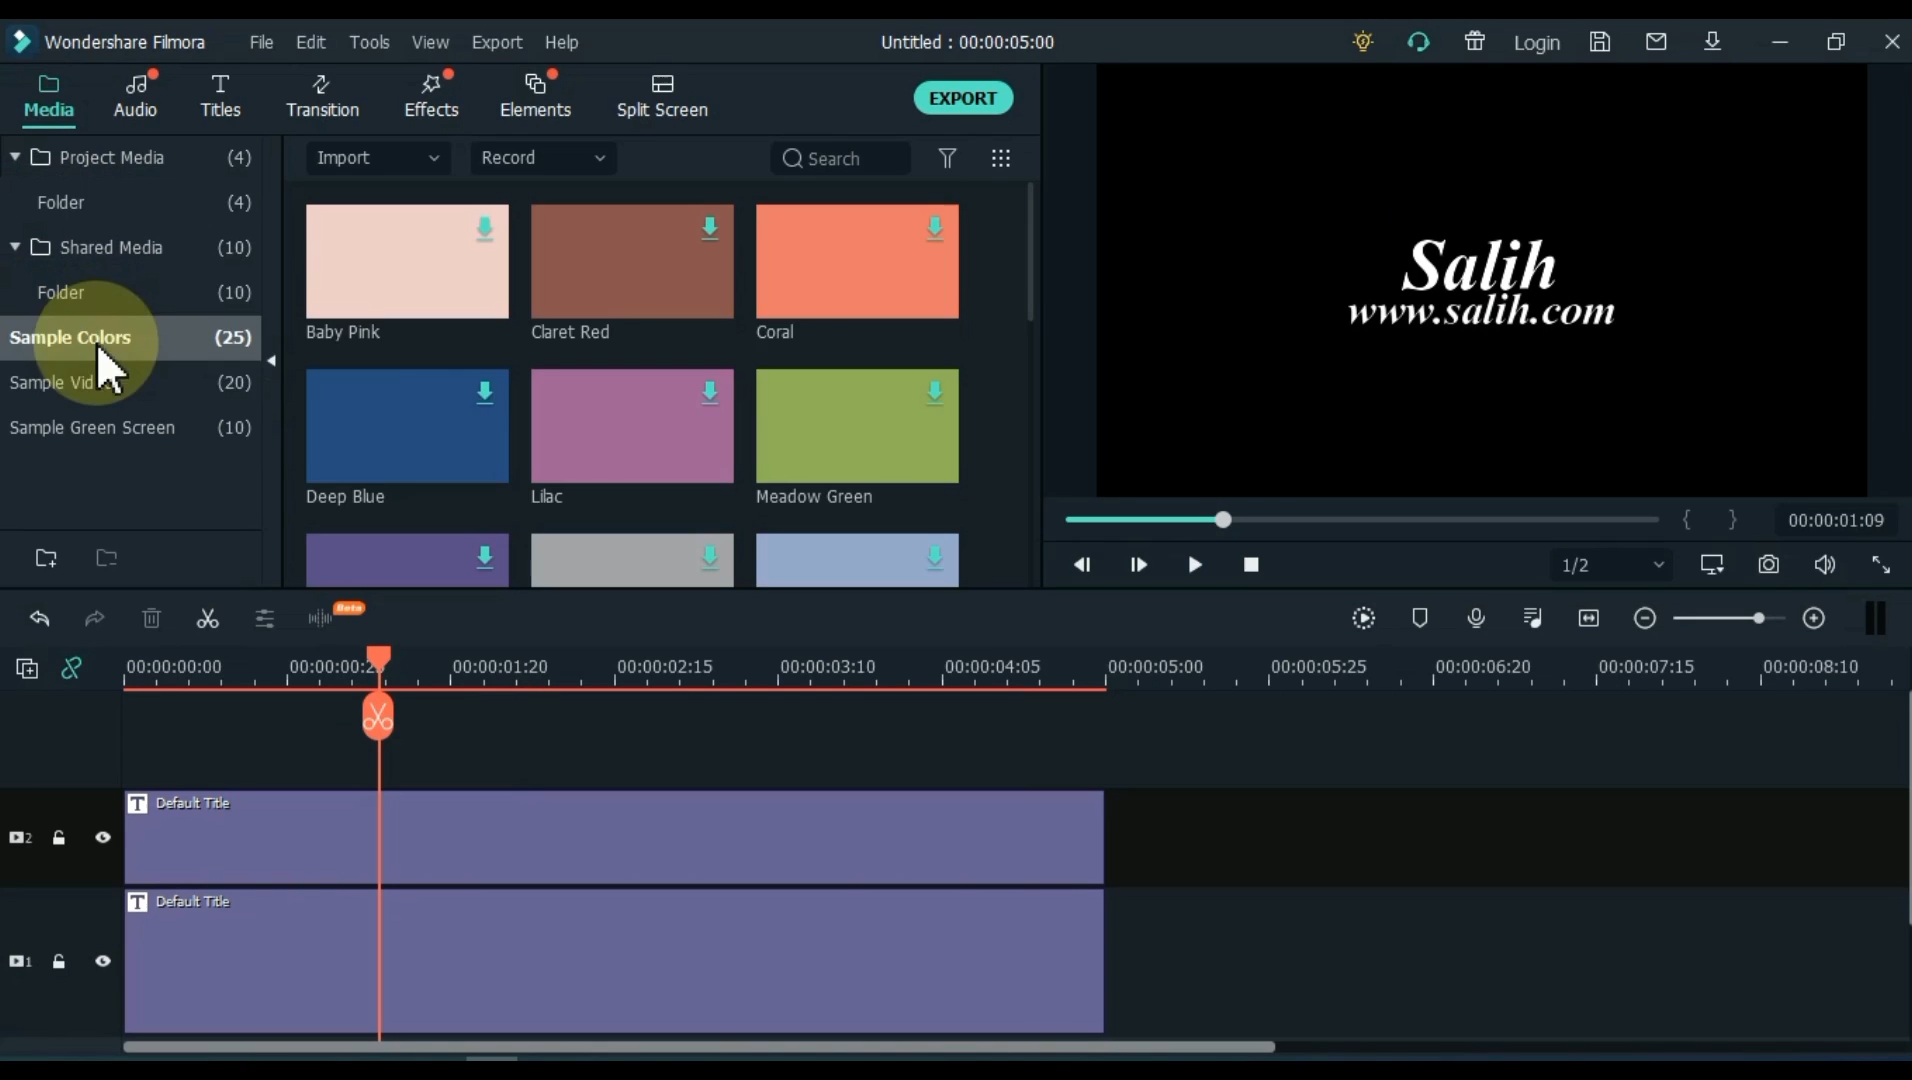 Wondershare Filmora File Edit Tools View Export Help Untitled : 00:00:05:00 Login
Media Audio Titles Transition Effects Elements Split Screen EXPORT
Project Media (4)
Folder (4)
Shared Media (10)
Folder (10)
Sample Colors (25)
Sample Vid (20)
Sample Green Screen (10)
Import Record Search
Baby Pink Claret Red Coral
Deep Blue Lilac Meadow Green
Salih
www.salih.com
{ } 00:00:01:09
1/2
Beta
00:00:00:00 00:00:00:2 00:00:01:20 00:00:02:15 00:00:03:10 00:00:04:05 00:00:05:00 00:00:05:25 00:00:06:20 00:00:07:15 00:00:08:10
T Default Title
2
T Default Title
1